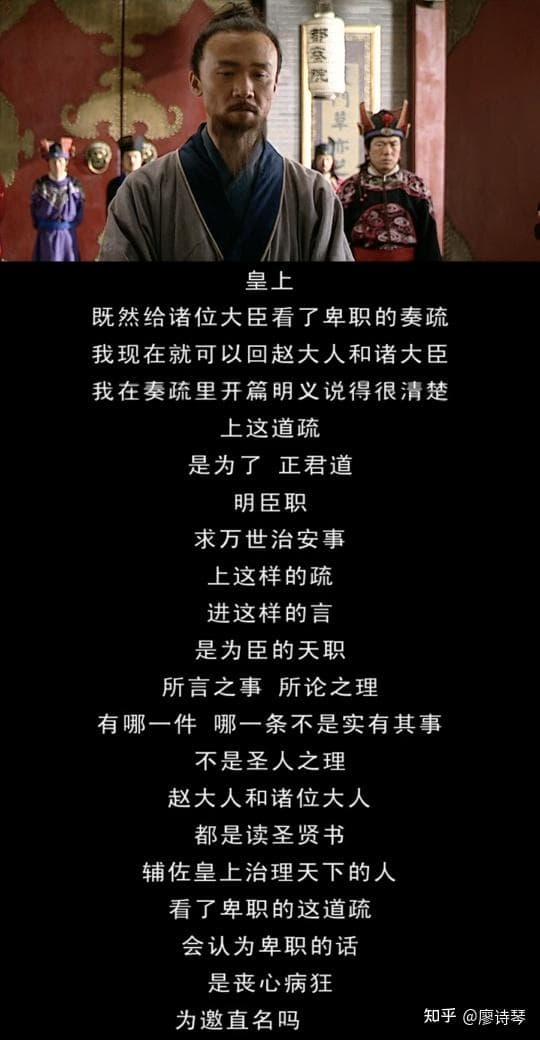 都察院
皇上
既然给诸位大臣看了卑职的奏疏
我现在就可以回赵大人和诸大臣
我在奏疏里开篇明义说得很清楚
上这道疏
是为了 正君道
明臣职
求万世治安事
上这样的疏
进这样的言
是为臣的天职
所言之事 所论之理
有哪一件 哪一条不是实有其事
不是圣人之理
赵大人和诸位大人
都是读圣贤书
辅佐皇上治理天下的人
看了卑职的这道疏
会认为卑职的话
是丧心病狂
为邀直名吗
知乎 @廖诗琴